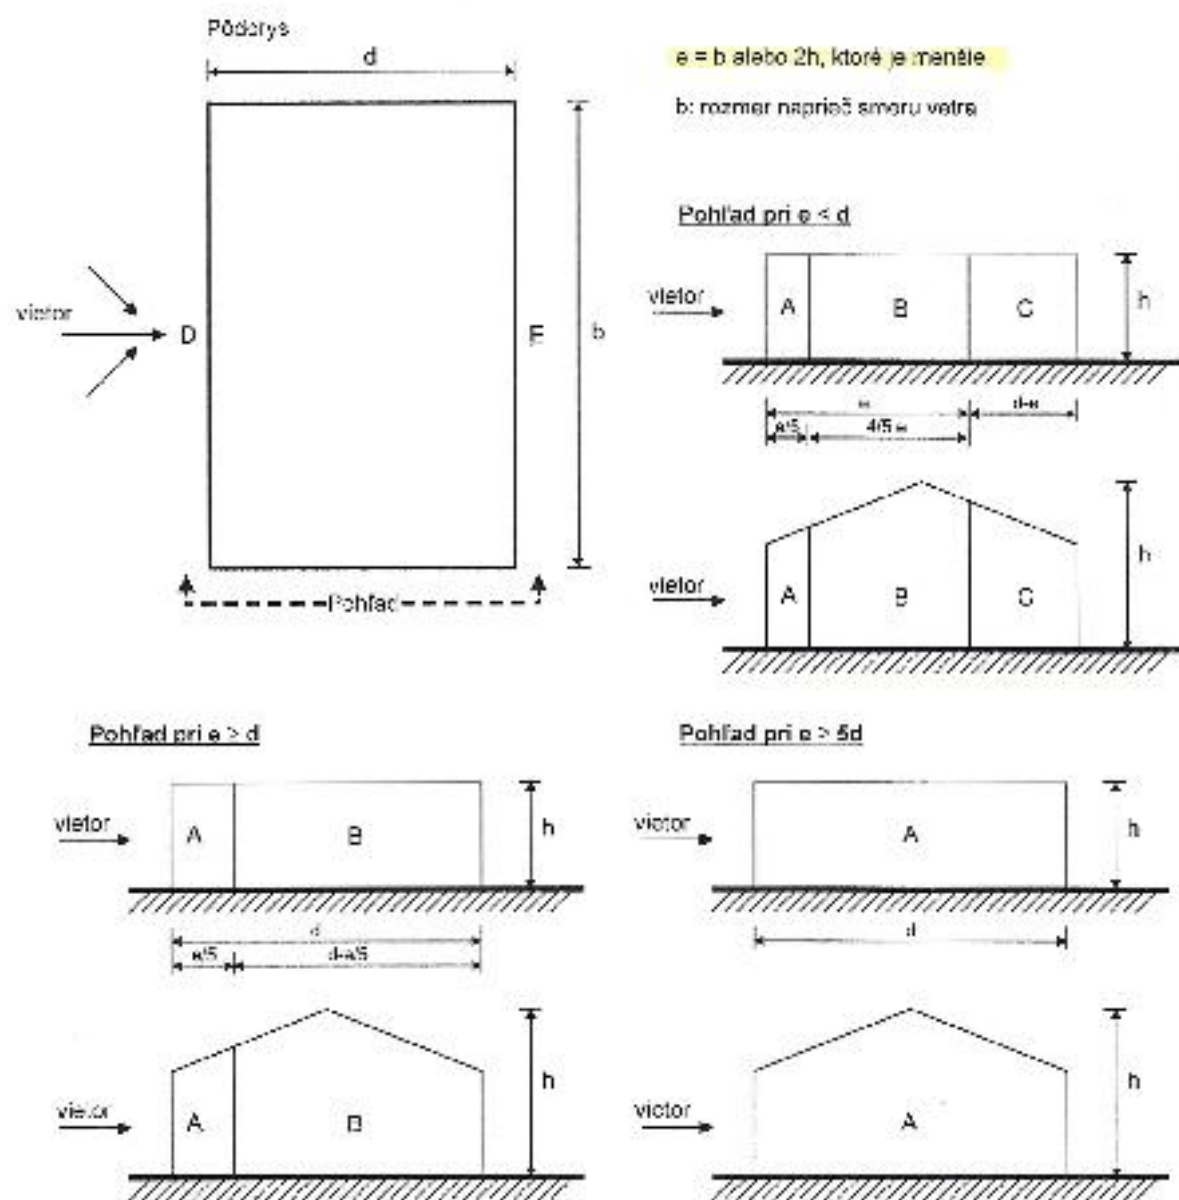 Pôdorys
d
e = b alebo 2h, ktoré je menšie
b: rozmer naprieč smeru vetra
vietor
D
E
b
Pohľad
Pohľad pri e < d
vietor
A
B
C
h
e
d-e
e/5
4/5 e
vietor
A
B
C
h
Pohľad pri e > d
vietor
A
B
h
d
e/5
d-e/5
vietor
A
B
h
Pohľad pri e > 5d
vietor
A
h
d
vietor
A
h